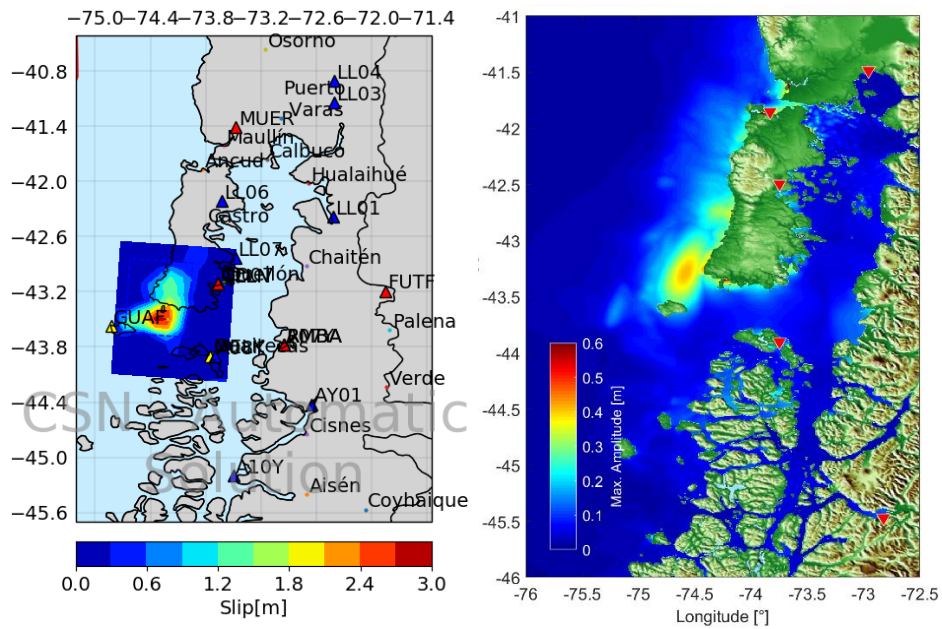 −75.0 −74.4 −73.8 −73.2 −72.6 −72.0 −71.4
−40.8
−41.4
−42.0
−42.6
−43.2
−43.8
−44.4
−45.0
−45.6
Osorno
LL04
Puerto
LL03
Varas
MUER
Maullín
Calbuco
Ancud
Hualaihué
LL06
LL01
Castro
LL07
Chaitén
FUTF
GUAF
Palena
Verde
CSN - Automatic
AY01
Cisnes
Solution
A10Y
Aisén
Coyhaique
0.0 0.6 1.2 1.8 2.4 3.0
Slip[m]
-41
-41.5
-42
-42.5
-43
-43.5
-44
-44.5
-45
-45.5
-46
0.6
0.5
0.4
0.3
0.2
0.1
0
Max. Amplitude [m]
-76 -75.5 -75 -74.5 -74 -73.5 -73 -72.5
Longitude [°]